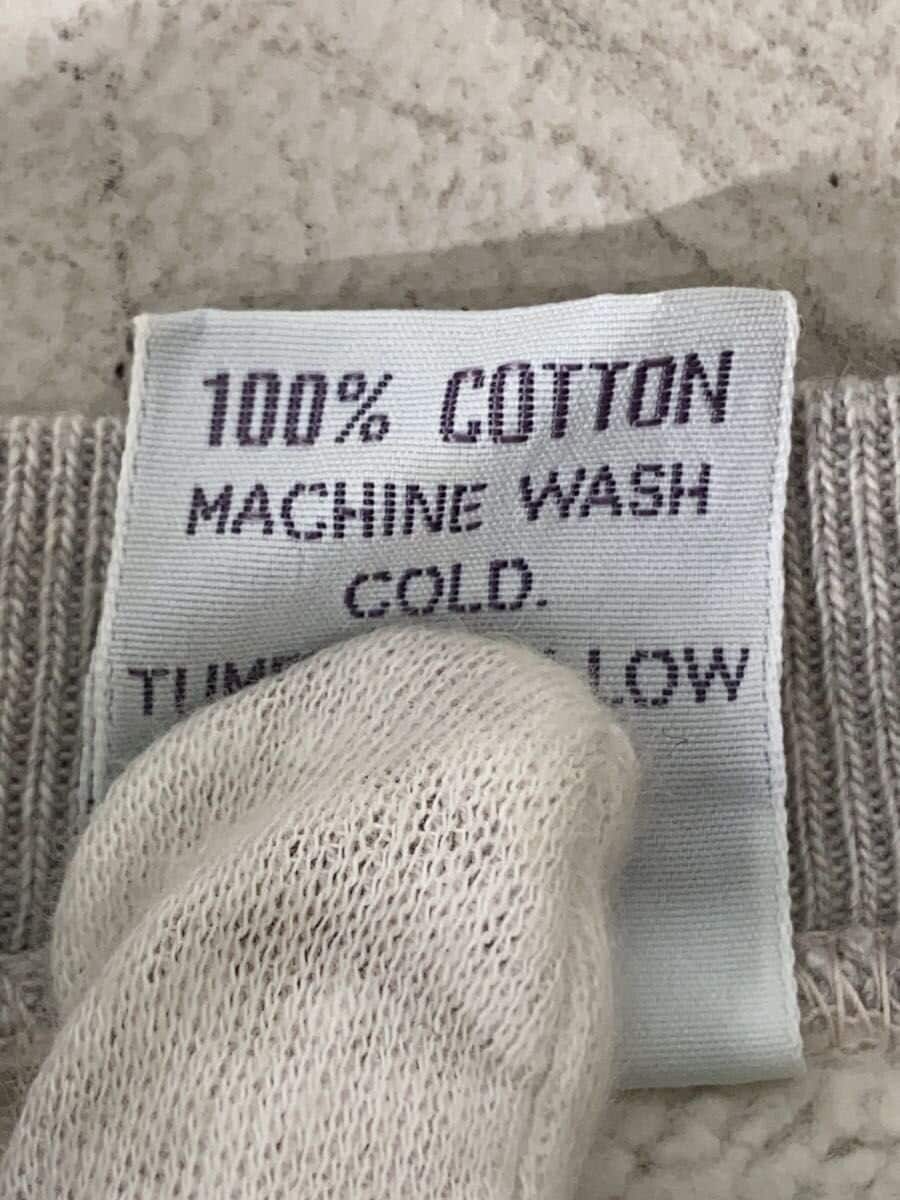 100% COTTON
MACHINE WASH
COLD.
LOW